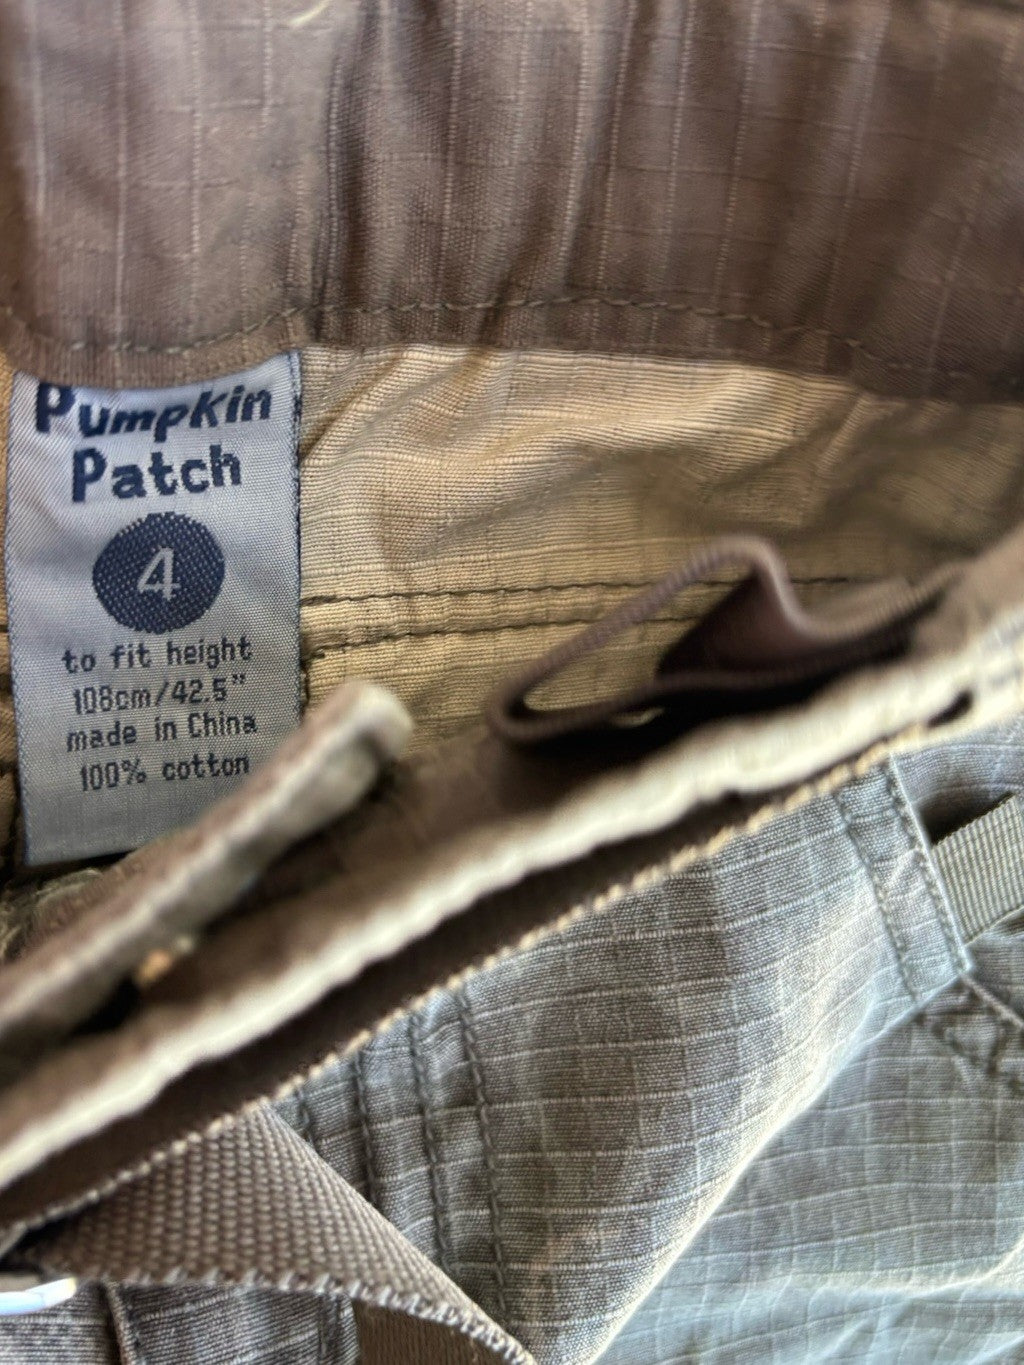 Pumpkin
Patch
4
to fit height
108cm/42.5"
made in China
100% cotton